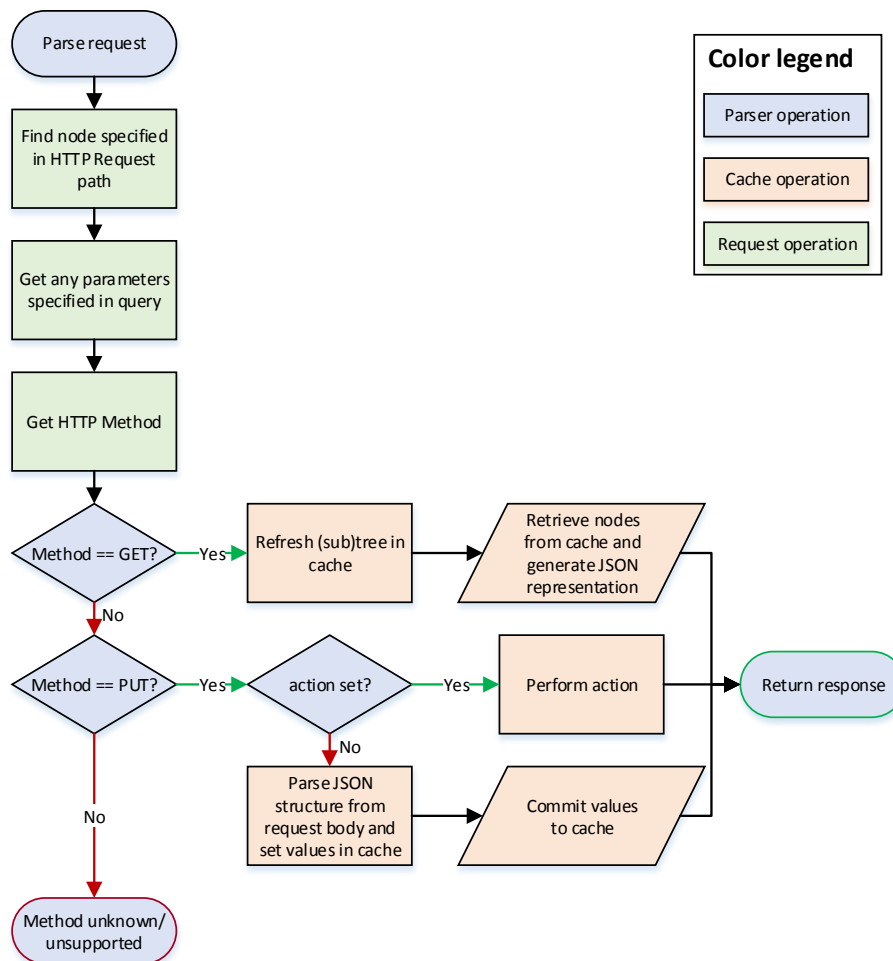 Parse request
Color legend
Parser operation
Cache operation
Request operation
Find node specified
in HTTP Request
path
Get any parameters
specified in query
Get HTTP Method
Method == GET?
Yes
Refresh (sub)tree in
cache
Retrieve nodes
from cache and
generate JSON
representation
No
Method == PUT?
Yes
action set?
Yes
Perform action
Return response
No
Parse JSON
structure from
request body and
set values in cache
Commit values
to cache
No
Method unknown/
unsupported